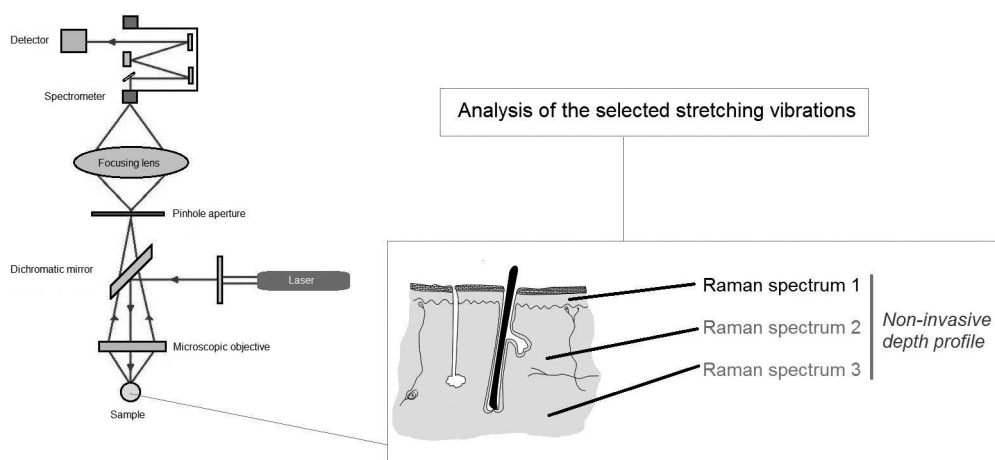 Detector
Spectrometer
Focusing lens
Pinhole aperture
Dichromatic mirror
Laser
Microscopic objective
Sample
Analysis of the selected stretching vibrations
Raman spectrum 1
Raman spectrum 2
Raman spectrum 3
Non-invasive
depth profile